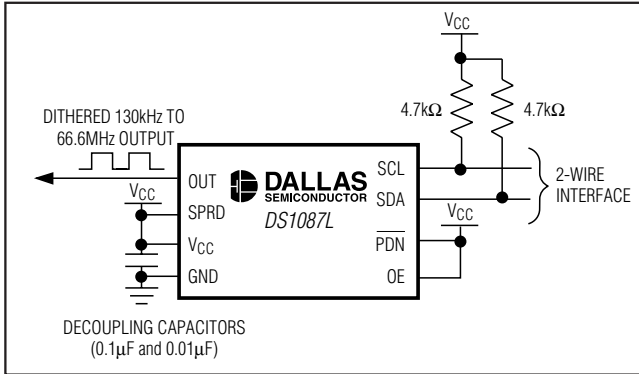 VCC
4.7kΩ 4.7kΩ
DITHERED 130kHz TO
66.6MHz OUTPUT
VCC
OUT
SPRD
VCC
GND
DALLAS
SEMICONDUCTOR
DS1087L
SCL
SDA
PDN
OE
2-WIRE
INTERFACE
VCC
DECOUPLING CAPACITORS
(0.1μF and 0.01μF)